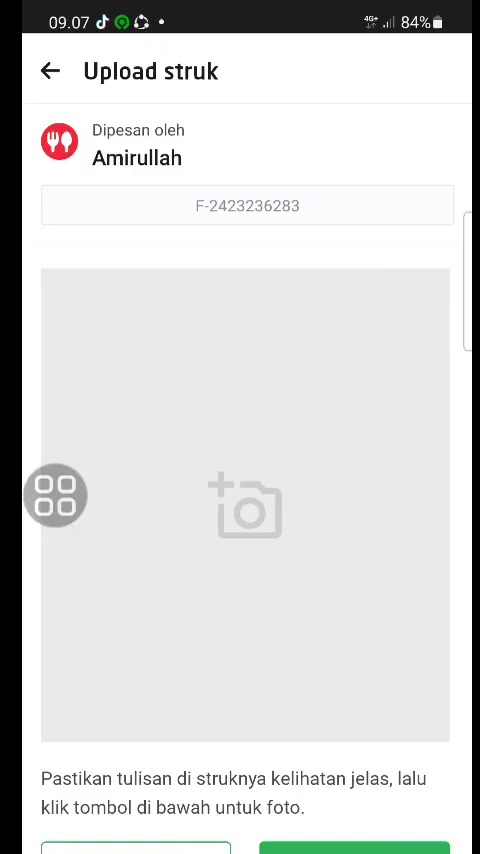 09.07
4G+
84%
Upload struk
Dipesan oleh
Amirullah
F-2423236283
Pastikan tulisan di struknya kelihatan jelas, lalu
klik tombol di bawah untuk foto.